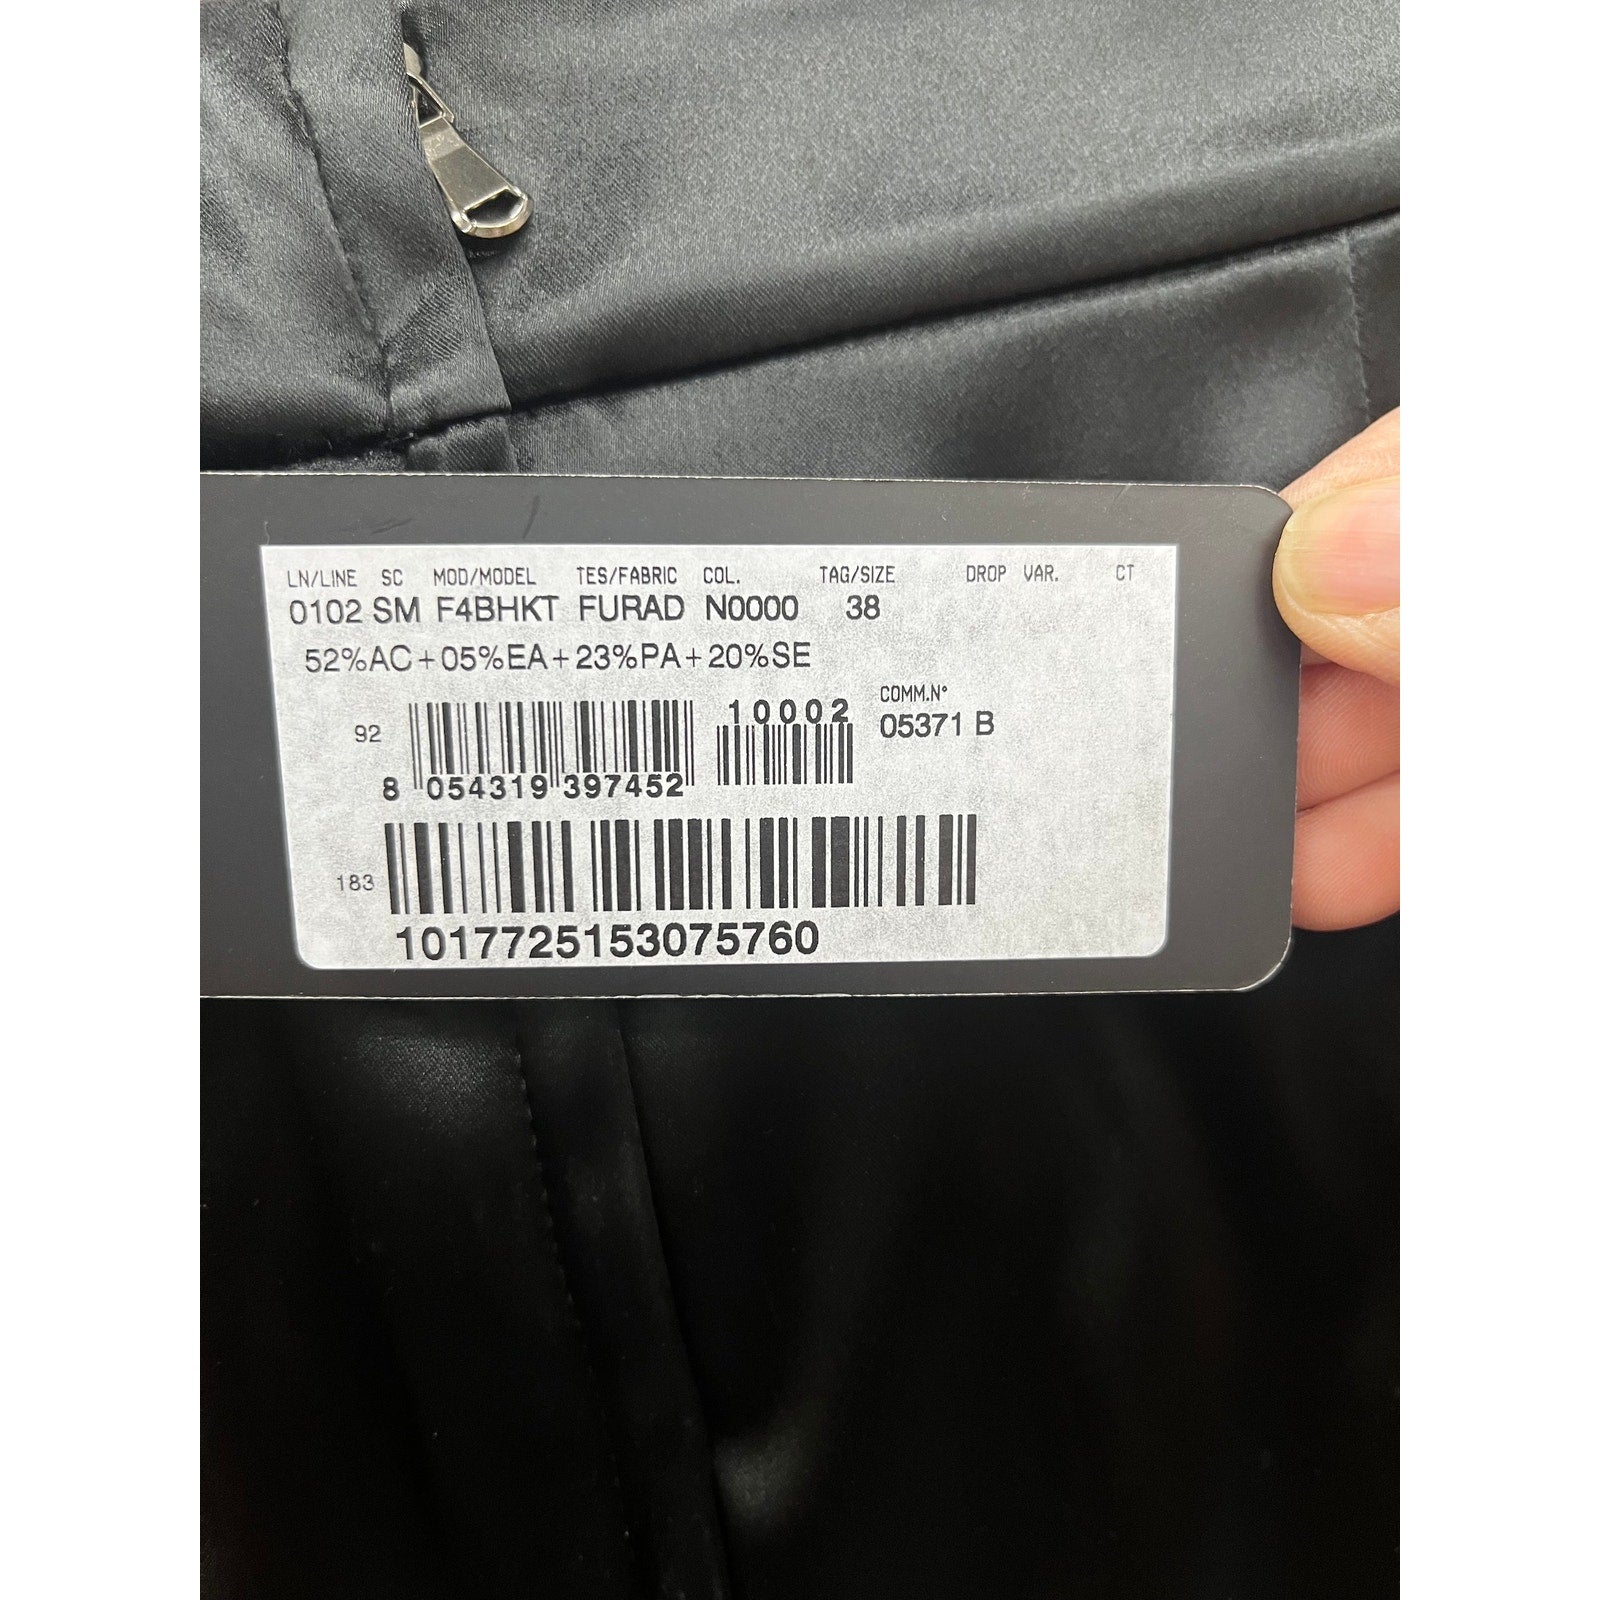 LN/LINE SC MOD/MODEL TES/FABRIC COL. TAG/SIZE DROP VAR. CT
0102 SM F4BHKT FURAD N0000 38
52%AC+05%EA+23%PA+20%SE
10002
COMM.N°
05371 B
92
8 054319 397452
183
1017725153075760